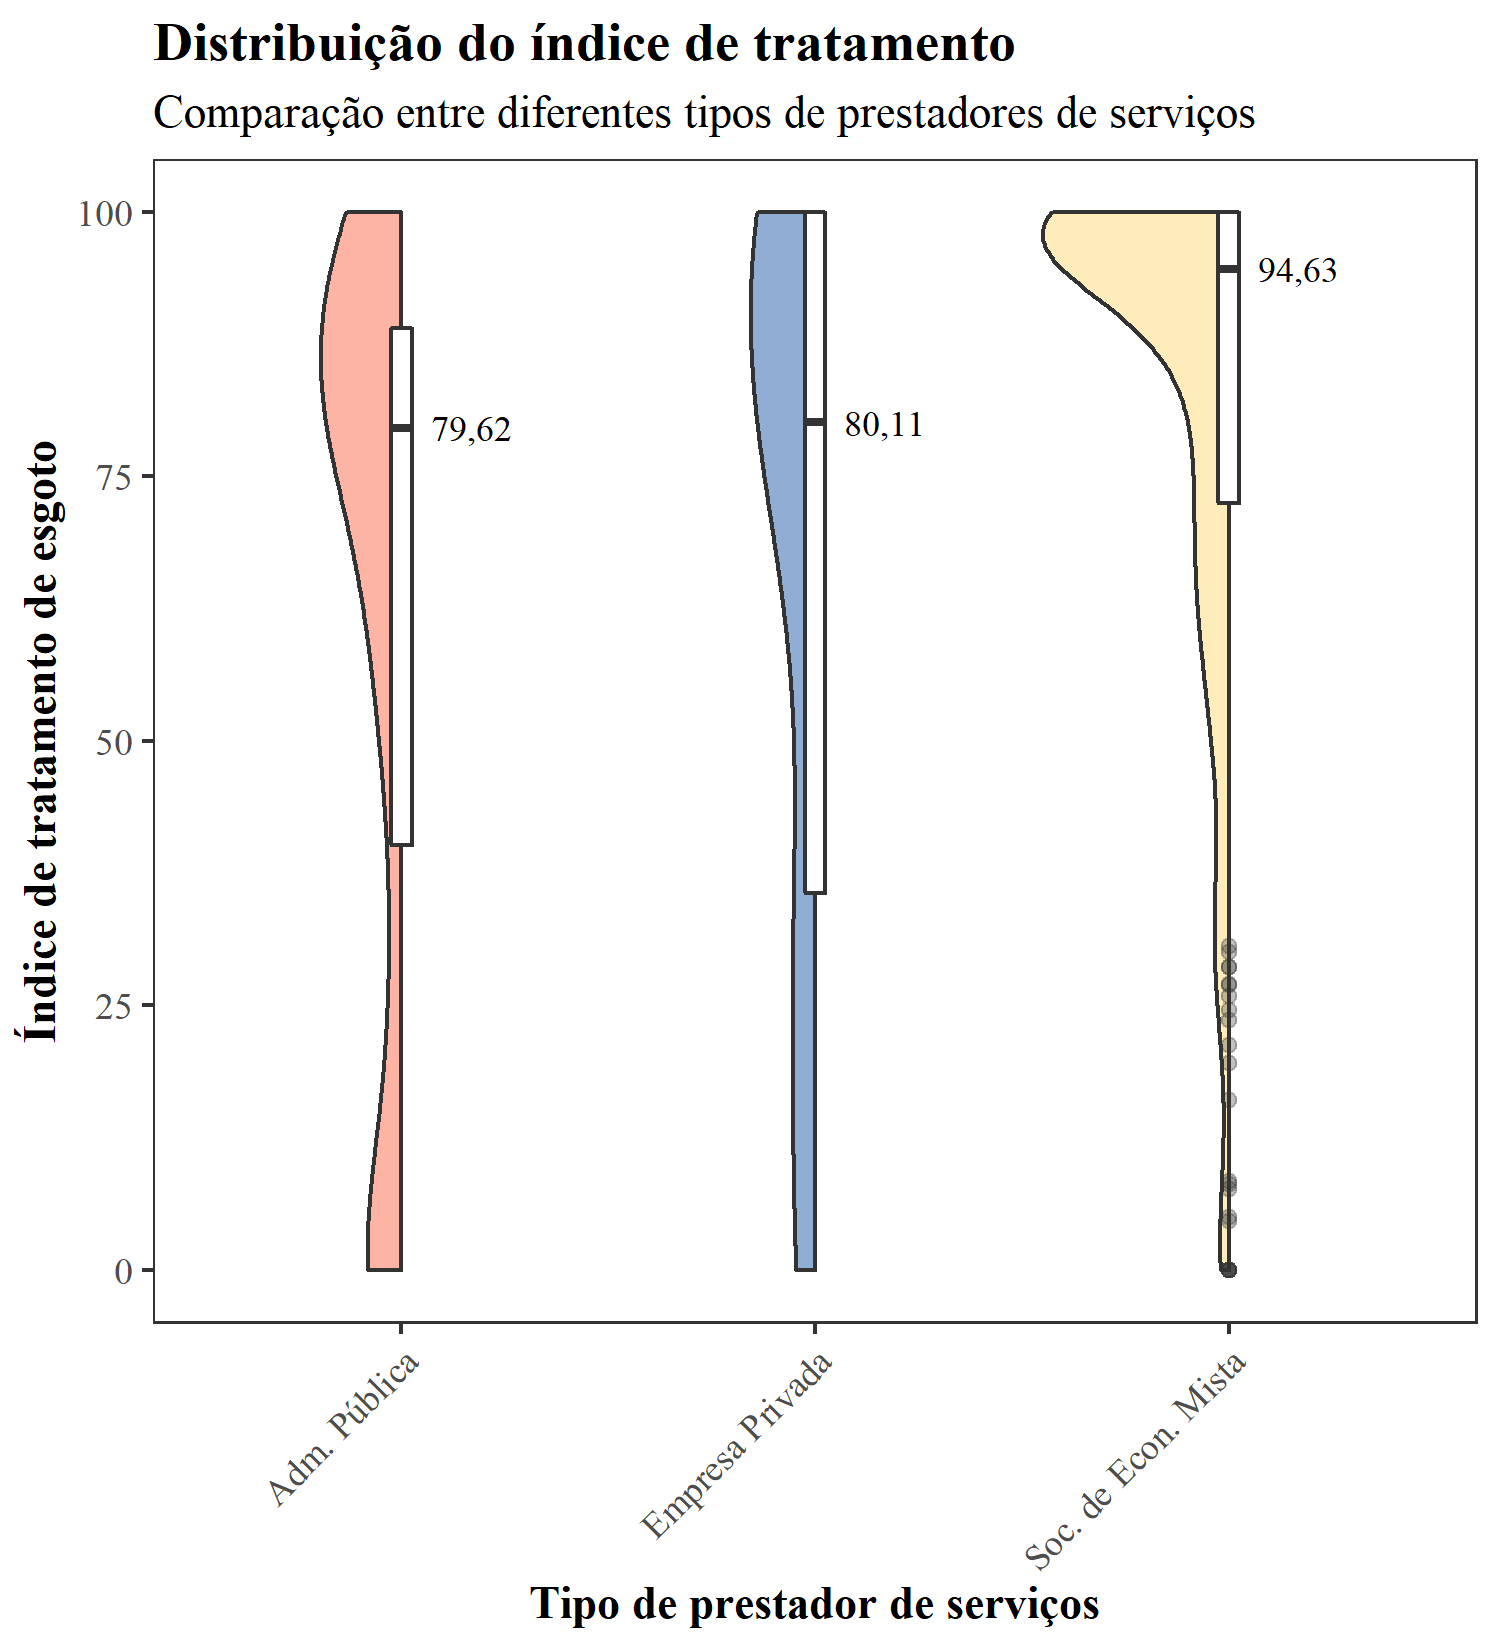 Distribuição do índice de tratamento
Comparação entre diferentes tipos de prestadores de serviços
Índice de tratamento de esgoto
100
75
50
25
0
79,62
80,11
94,63
Adm. Pública
Empresa Privada
Soc. de Econ. Mista
Tipo de prestador de serviços